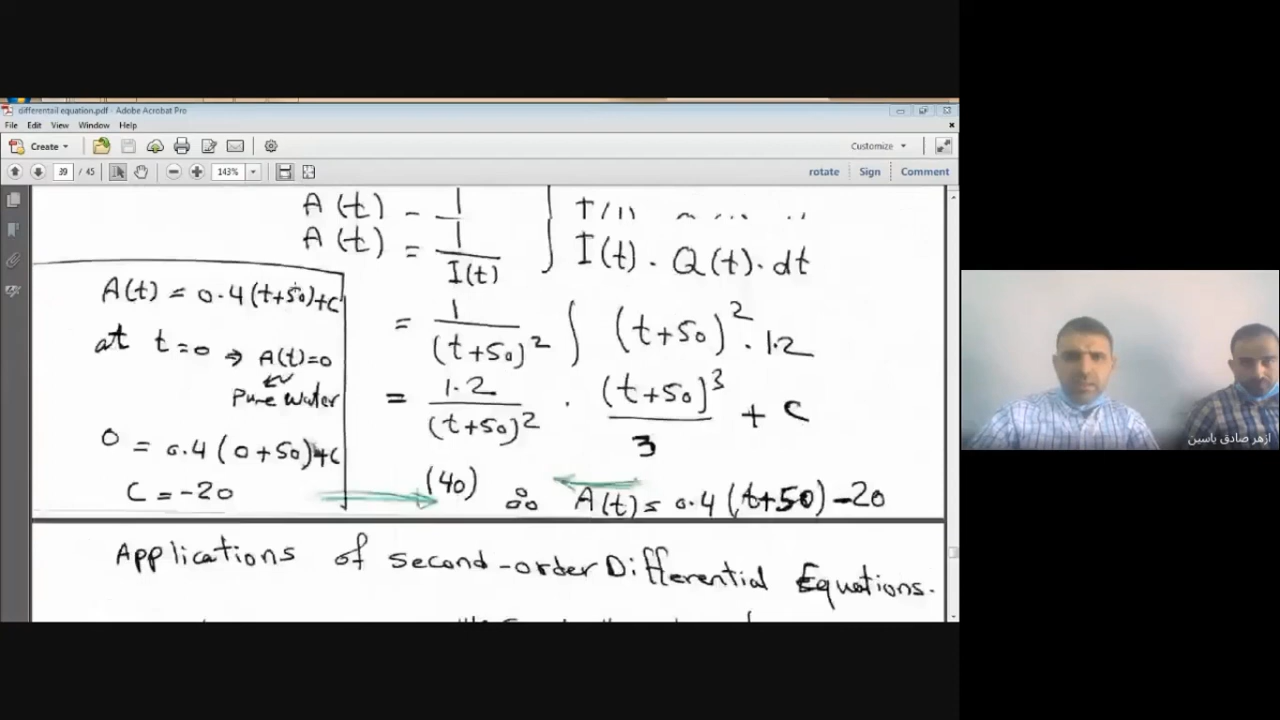 differentsil equation.pdf - Adobe Acrobat Pro
File Edit View Window Help
Create Customize
39 / 45 143% rotate Sign Comment
A(t) = 1
A(t) = 1 / I(t) ∫ I(t) . Q(t) . dt
= 1 / (t+50)² ∫ (t+50)² . 1.2
= 1.2 / (t+50)² . (t+50)³ / 3 + c
A(t) = 0.4(t+50)+c
at t=0 ⇒ A(t)=0
Pure water
0 = 0.4(0+50)+c
C = -20
(40) ∴ A(t) = 0.4(t+50)-20
Applications of second-order Differential Equations.
ازهر صادق ياسين